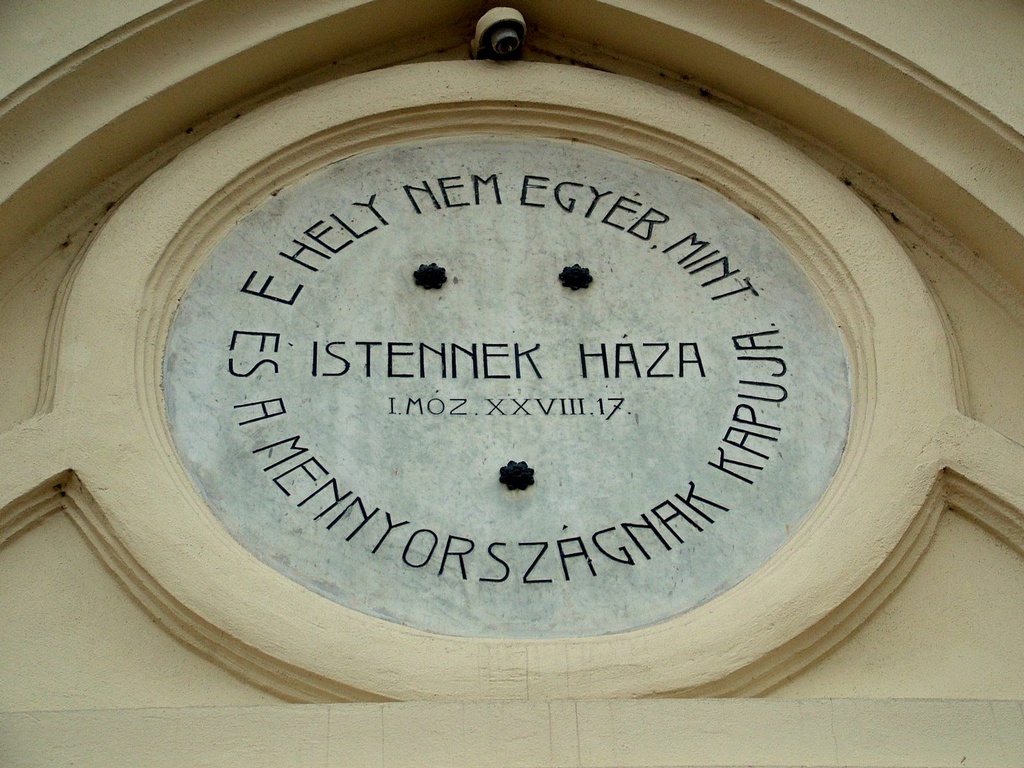 E HELY NEM EGYÉB, MINT
ISTENNEK HÁZA
I. MÓZ. XXVIII. 17.
ÉS A MENNYORSZÁGNAK KAPUJA.